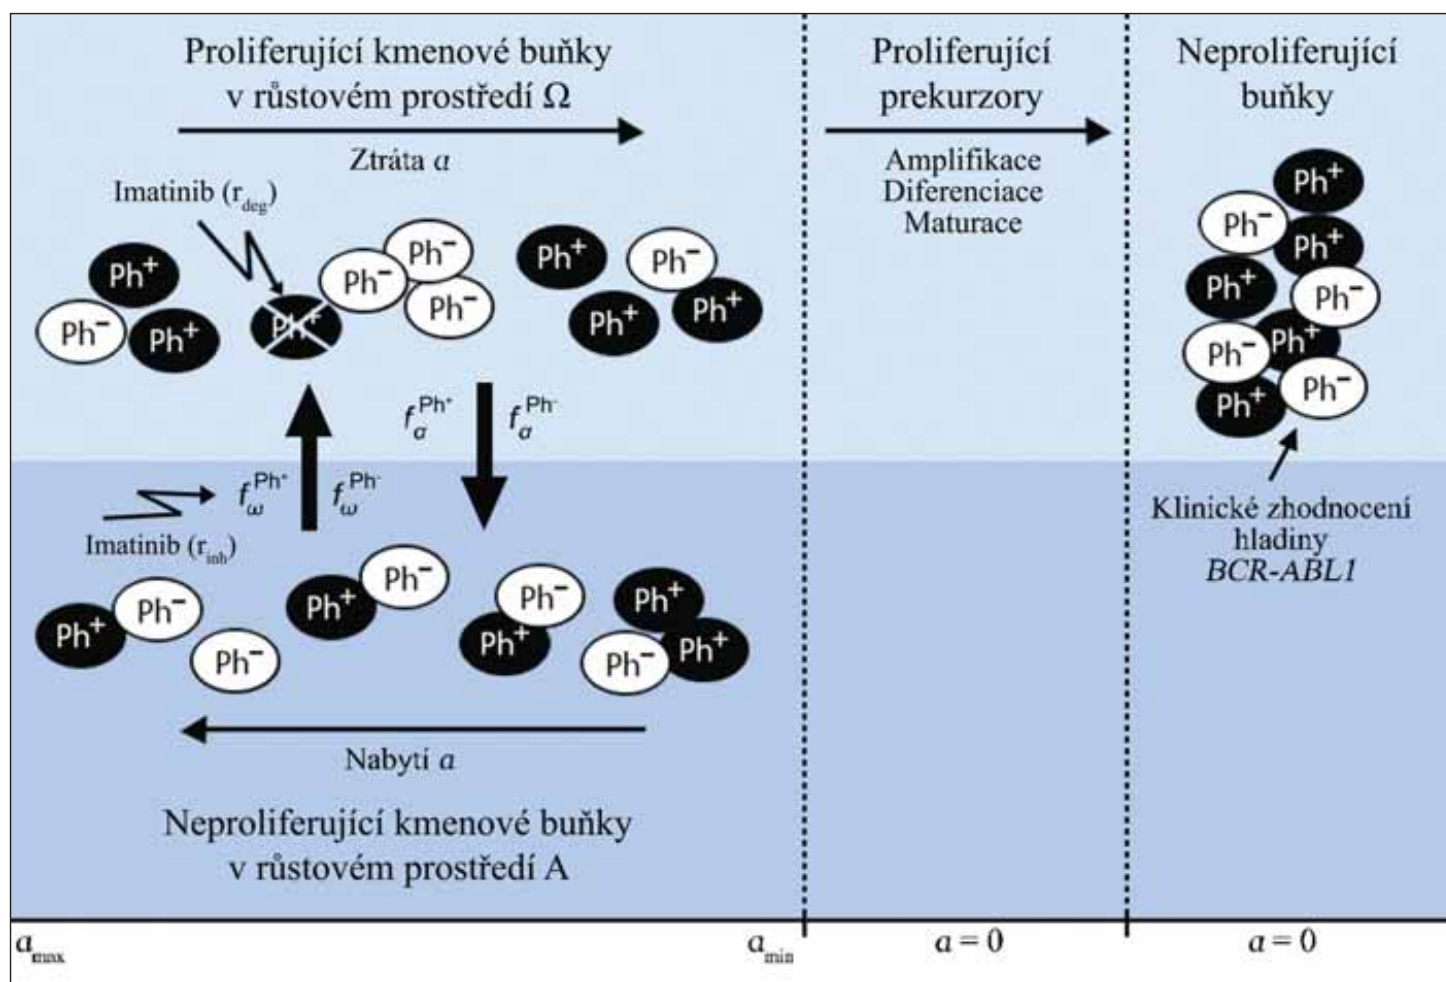 Proliferující kmenové buňky
v růstovém prostředí Ω
Ztráta a
Imatinib (r_deg)
Ph+
Ph−
Ph+
Ph+
Ph−
Ph−
Ph−
Ph+
Ph−
Ph+
Ph+
f_α^Ph+
f_α^Ph-
f_ω^Ph+
f_ω^Ph-
Imatinib (r_inh)
Ph+
Ph−
Ph−
Ph+
Ph−
Ph−
Ph+
Ph+
Ph−
Ph+
Nabytí a
Neproliferující kmenové buňky
v růstovém prostředí A
Proliferující
prekurzory
Amplifikace
Diferenciace
Maturace
Neproliferující
buňky
Ph+
Ph−
Ph+
Ph+
Ph−
Ph−
Ph+
Ph−
Ph+
Klinické zhodnocení
hladiny
BCR-ABL1
a_max
a_min
a = 0
a = 0